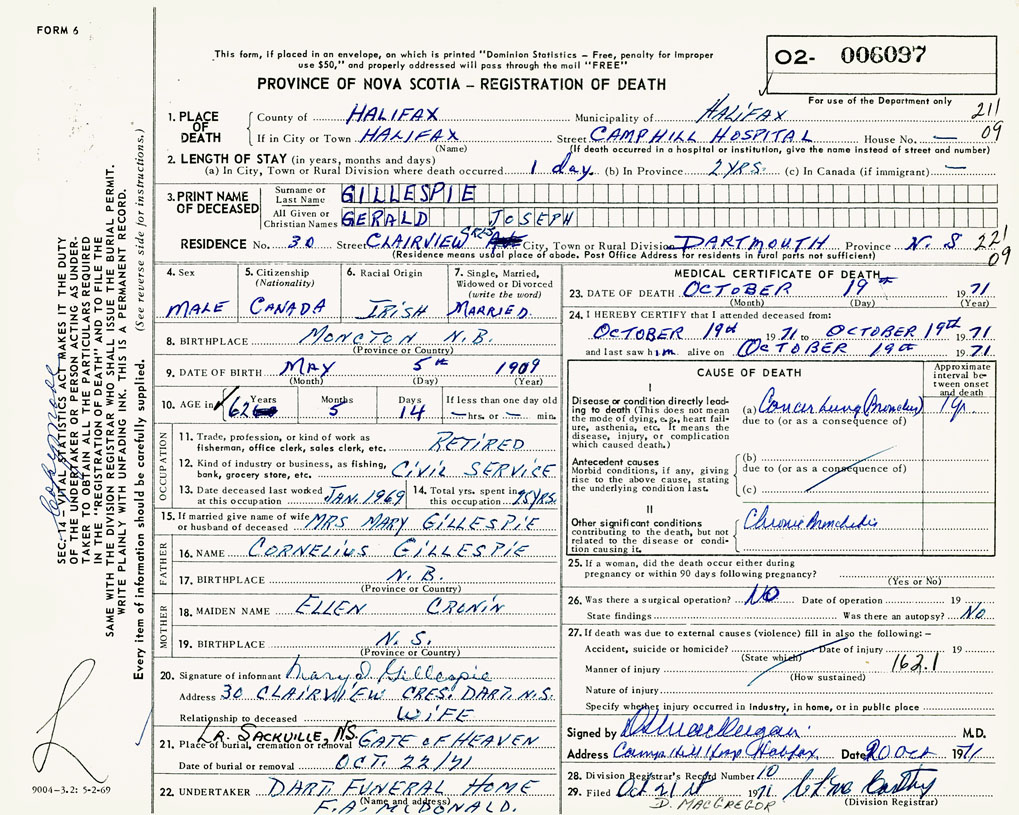 FORM 6
This form, if placed in an envelope, on which is printed "Dominion Statistics – Free, penalty for Improper
use $50," and properly addressed will pass through the mail "FREE"
O2- 006097
PROVINCE OF NOVA SCOTIA – REGISTRATION OF DEATH
For use of the Department only
1. PLACE OF DEATH
County of HALIFAX Municipality of HALIFAX 211
If in City or Town HALIFAX Street CAMPHILL HOSPITAL House No. — 09
(Name) (If death occurred in a hospital or institution, give the name instead of street and number)
2. LENGTH OF STAY (in years, months and days)
(a) In City, Town or Rural Division where death occurred 1 day. (b) In Province 2 YRS. (c) In Canada (if immigrant) —
3. PRINT NAME OF DECEASED
Surname or Last Name GILLESPIE
All Given or Christian Names GERALD JOSEPH
RESIDENCE No. 30 Street CLAIRVIEW CRES. City, Town or Rural Division DARTMOUTH Province N.S 221
(Residence means usual place of abode. Post Office Address for residents in rural parts not sufficient) 09
4. Sex
MALE
5. Citizenship
(Nationality)
CANADA
6. Racial Origin
IRISH
7. Single, Married,
Widowed or Divorced
(write the word)
MARRIED.
8. BIRTHPLACE MONCTON N.B.
(Province or Country)
9. DATE OF BIRTH MAY 5th 1909
(Month) (Day) (Year)
10. AGE in Years 62 Months 5 Days 14 If less than one day old
— hrs. or — min.
OCCUPATION
11. Trade, profession, or kind of work as
fisherman, office clerk, sales clerk, etc. RETIRED
12. Kind of industry or business, as fishing,
bank, grocery store, etc. CIVIL SERVICE
13. Date deceased last worked
at this occupation JAN. 1969
14. Total yrs. spent in
this occupation 25 YRS.
15. If married give name of wife
or husband of deceased MRS MARY GILLESPIE
FATHER
16. NAME CORNELIUS GILLESPIE
17. BIRTHPLACE N.B.
(Province or Country)
MOTHER
18. MAIDEN NAME ELLEN CRONIN
19. BIRTHPLACE N.S.
(Province or Country)
20. Signature of informant Mary D. Gillespie
Address 30 CLAIRVIEW CRES. DART. N.S.
Relationship to deceased WIFE
LR. SACKVILLE, NS.
21. Place of burial, cremation or removal GATE OF HEAVEN
Date of burial or removal OCT. 22/71
22. UNDERTAKER DART. FUNERAL HOME
(Name and address)
F.A. McDONALD.
MEDICAL CERTIFICATE OF DEATH
23. DATE OF DEATH OCTOBER 19th 1971
(Month) (Day) (Year)
24. I HEREBY CERTIFY that I attended deceased from:
OCTOBER 19th 1971 to OCTOBER 19th 1971
and last saw him alive on OCTOBER 19th 1971
CAUSE OF DEATH
Approximate
interval be-
tween onset
and death
I
Disease or condition directly lead-
ing to death (This does not mean
the mode of dying, e.g., heart fail-
ure, asthenia, etc. It means the
disease, injury, or complication
which caused death.)
(a) Cancer Lung (Bronchus) 1 yr.
due to (or as a consequence of)
Antecedent causes
Morbid conditions, if any, giving
rise to the above cause, stating
the underlying condition last.
(b)
due to (or as a consequence of)
(c)
II
Other significant conditions
contributing to the death, but not
related to the disease or condi-
tion causing it.
Chronic Bronchitis
25. If a woman, did the death occur either during
pregnancy or within 90 days following pregnancy?
(Yes or No)
26. Was there a surgical operation? NO Date of operation 19
State findings Was there an autopsy? NO
27. If death was due to external causes (violence) fill in also the following: –
Accident, suicide or homicide? Date of injury 19
(State which)
Manner of injury 162.1
(How sustained)
Nature of injury
Specify whether injury occurred in Industry, in home, or in public place
Signed by M.D.
Address Camp Hill Hosp Halifax Date 20 Oct 1971
28. Division Registrar's Record Number 10
29. Filed Oct 21st 1971
D. MACGREGOR (Division Registrar)
SEC. 14 – VITAL STATISTICS ACT MAKES IT THE DUTY
OF THE UNDERTAKER OR PERSON ACTING AS UNDER-
TAKER TO OBTAIN ALL THE PARTICULARS REQUIRED
IN THE "REGISTRATION OF DEATH" AND TO FILE THE
SAME WITH THE DIVISION REGISTRAR WHO SHALL ISSUE THE BURIAL PERMIT.
WRITE PLAINLY WITH UNFADING INK. THIS IS A PERMANENT RECORD.
Every item of information should be carefully supplied. (See reverse side for instructions.)
9004-3.2: 5-2-69